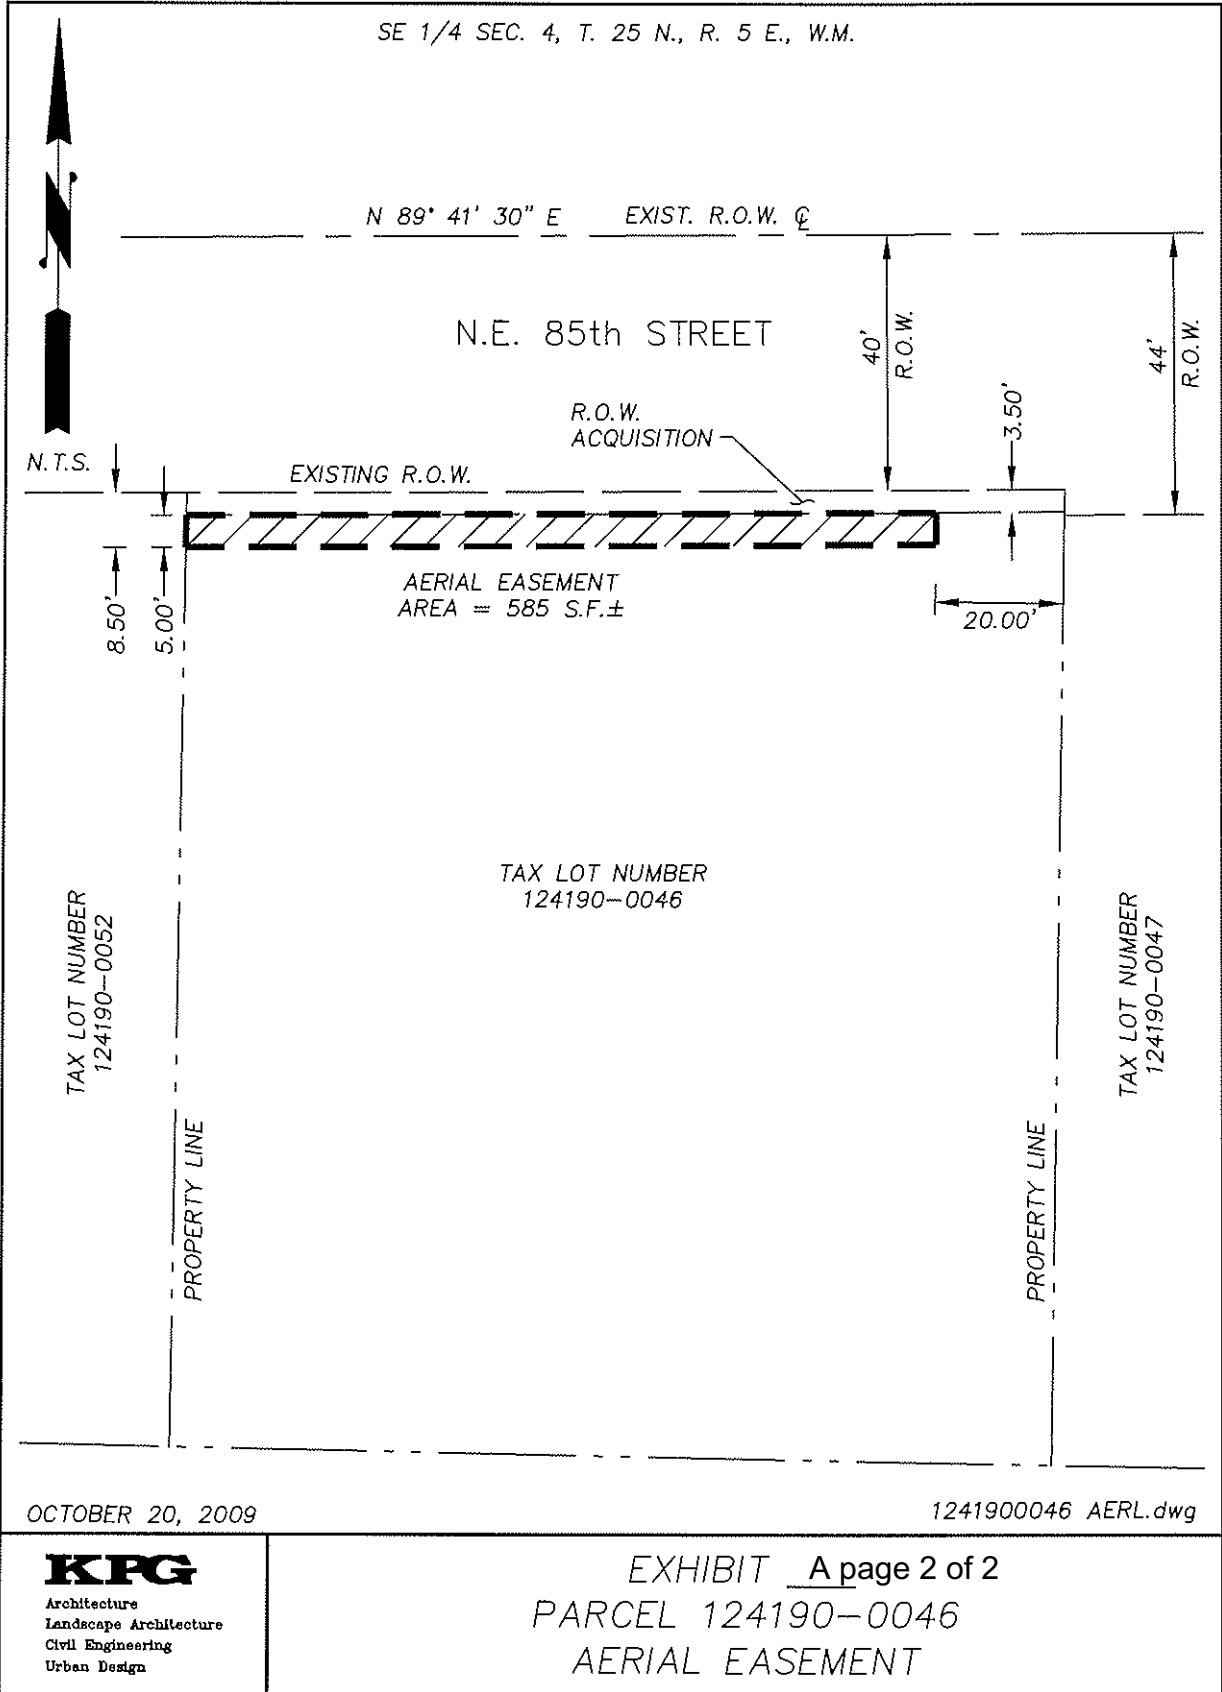 SE 1/4 SEC. 4, T. 25 N., R. 5 E., W.M.
N 89° 41' 30" E EXIST. R.O.W. ℄
N.E. 85th STREET
40'
R.O.W.
44'
R.O.W.
R.O.W.
ACQUISITION
3.50'
N
N.T.S.
EXISTING R.O.W.
8.50'
5.00'
AERIAL EASEMENT
AREA = 585 S.F.±
20.00'
TAX LOT NUMBER
124190-0046
TAX LOT NUMBER
124190-0052
TAX LOT NUMBER
124190-0047
PROPERTY LINE
PROPERTY LINE
OCTOBER 20, 2009
1241900046 AERL.dwg
KPG
Architecture
Landscape Architecture
Civil Engineering
Urban Design
EXHIBIT A page 2 of 2
PARCEL 124190-0046
AERIAL EASEMENT